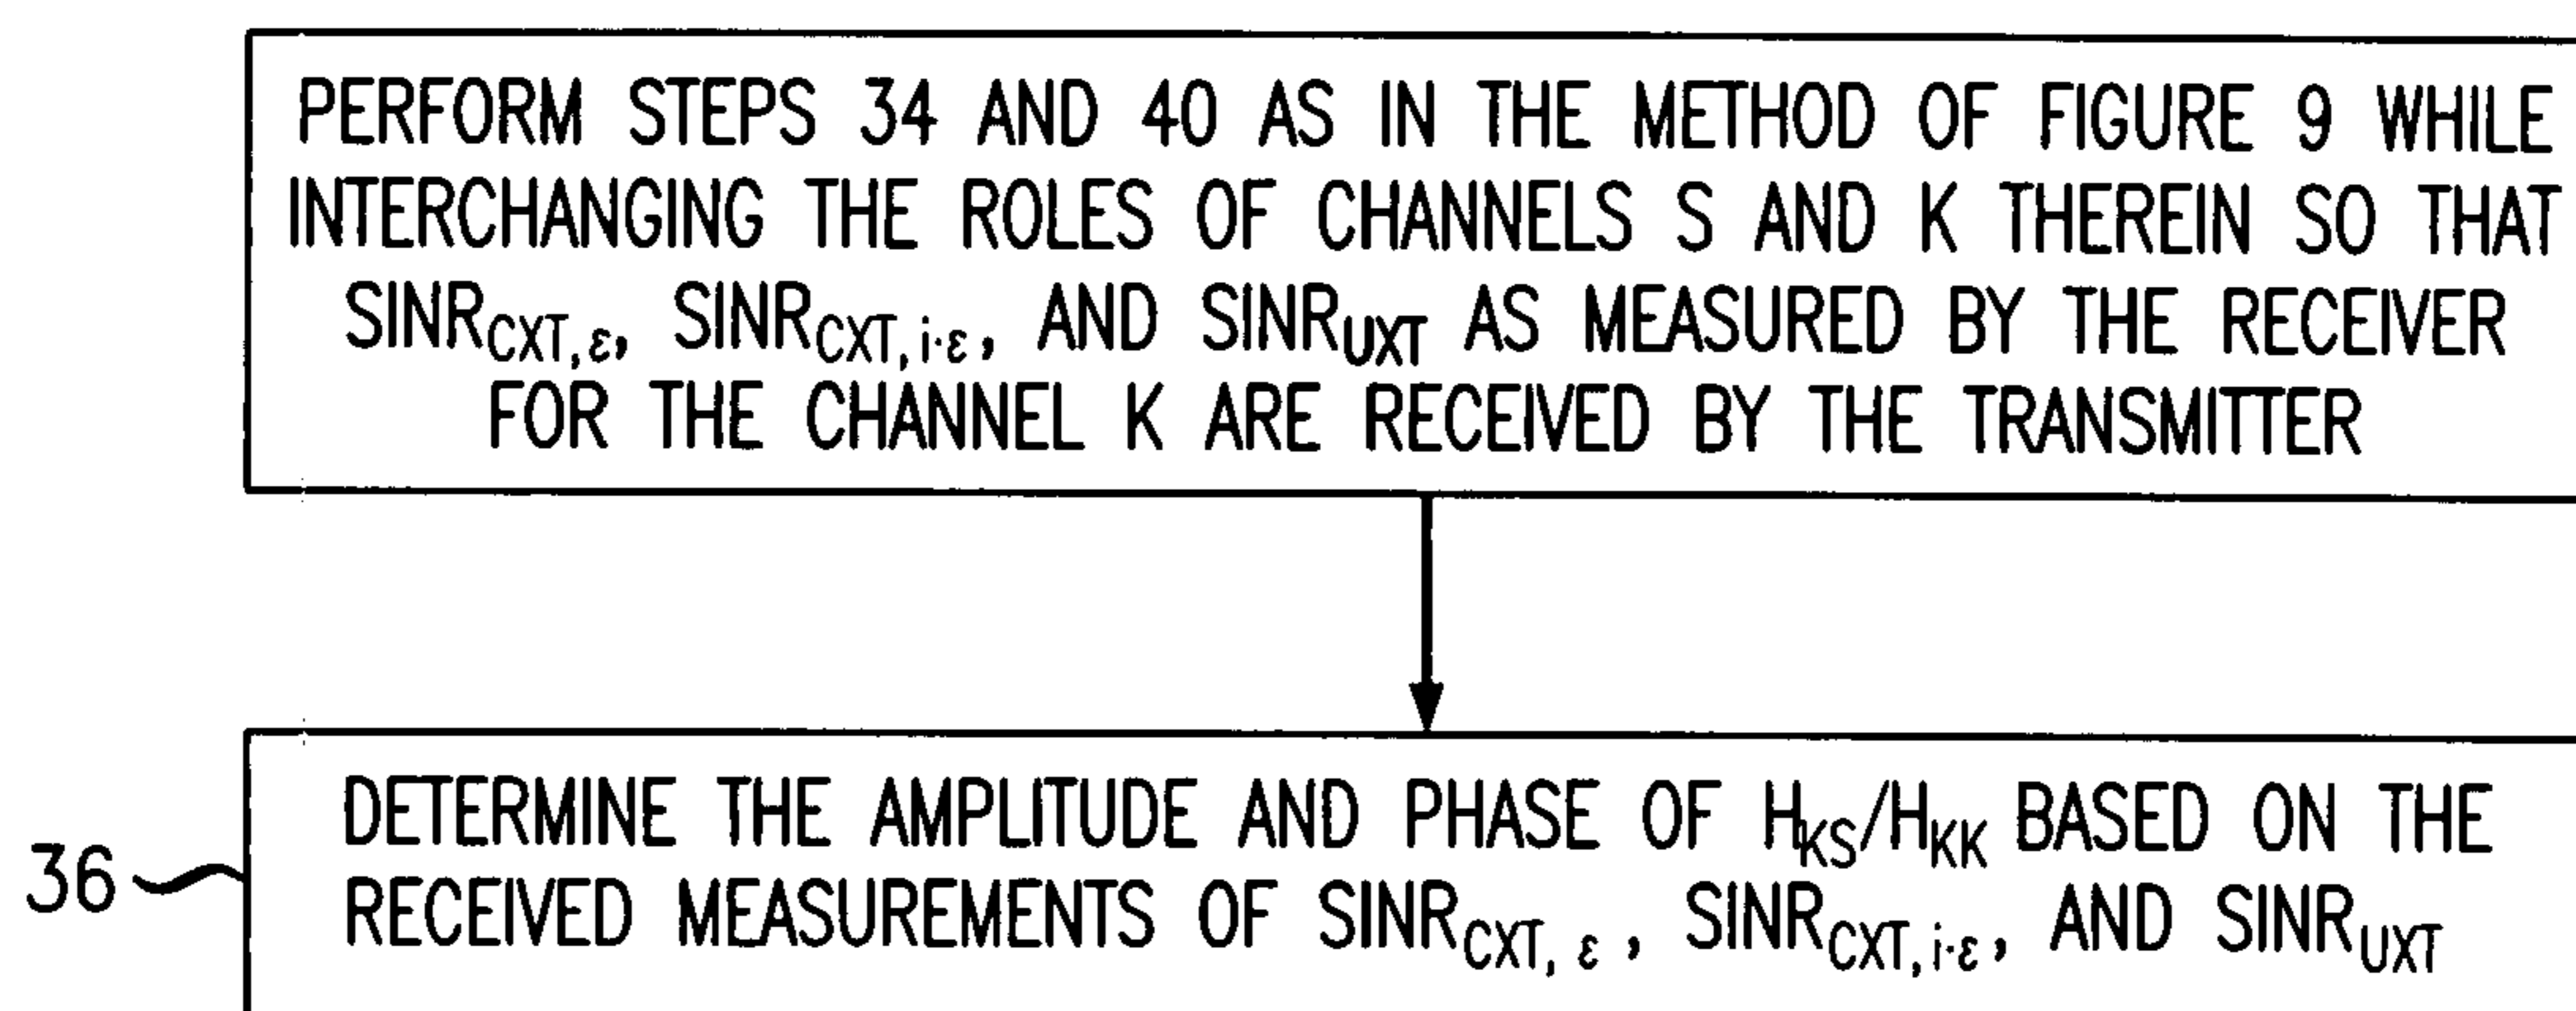 PERFORM STEPS 34 AND 40 AS IN THE METHOD OF FIGURE 9 WHILE
INTERCHANGING THE ROLES OF CHANNELS S AND K THEREIN SO THAT
SINR_CXT, ε, SINR_CXT, i·ε, AND SINR_UXT AS MEASURED BY THE RECEIVER
FOR THE CHANNEL K ARE RECEIVED BY THE TRANSMITTER
DETERMINE THE AMPLITUDE AND PHASE OF H_KS/H_KK BASED ON THE
36 RECEIVED MEASUREMENTS OF SINR_CXT, ε, SINR_CXT, i·ε, AND SINR_UXT